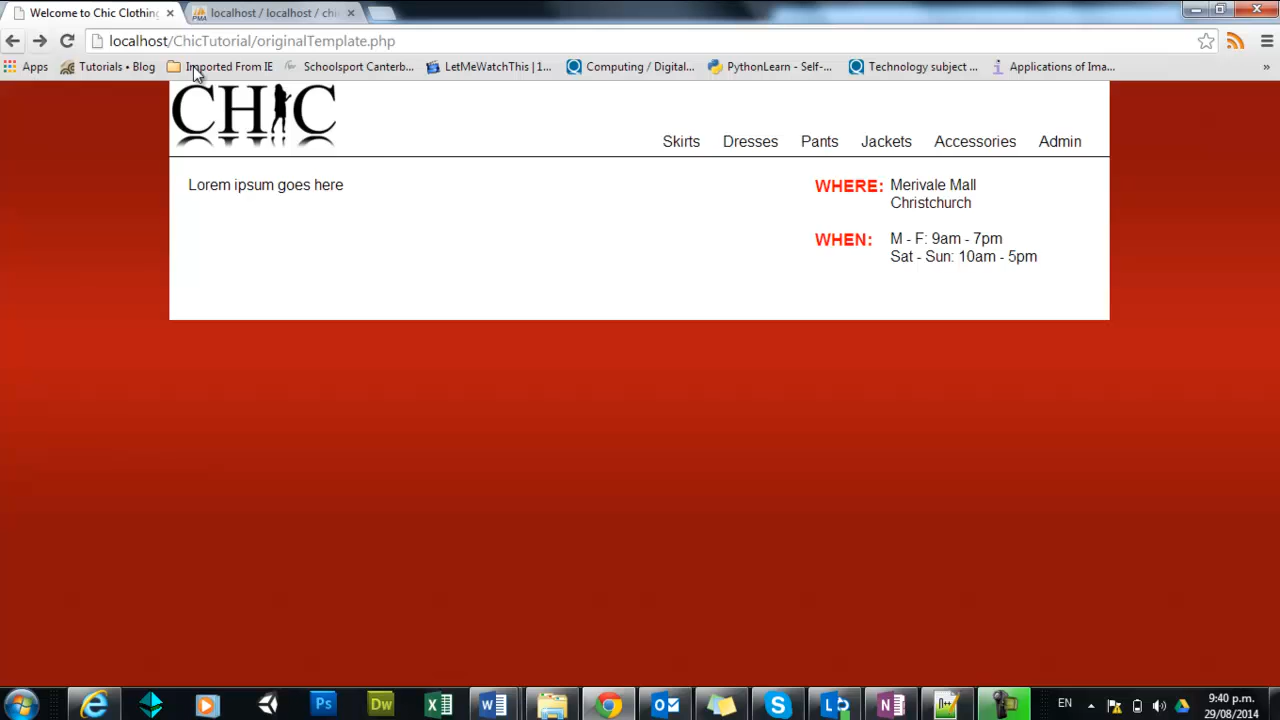 Welcome to Chic Clothing
localhost / localhost / chi
localhost/ChicTutorial/originalTemplate.php
Apps
Tutorials • Blog
Imported From IE
Schoolsport Canterb...
LetMeWatchThis | 1...
Computing / Digital...
PythonLearn - Self-...
Technology subject ...
Applications of Ima...
»
CHIC
Skirts Dresses Pants Jackets Accessories Admin
Lorem ipsum goes here
WHERE: Merivale Mall
Christchurch
WHEN: M - F: 9am - 7pm
Sat - Sun: 10am - 5pm
Ps
Dw
EN
9:40 p.m.
29/08/2014